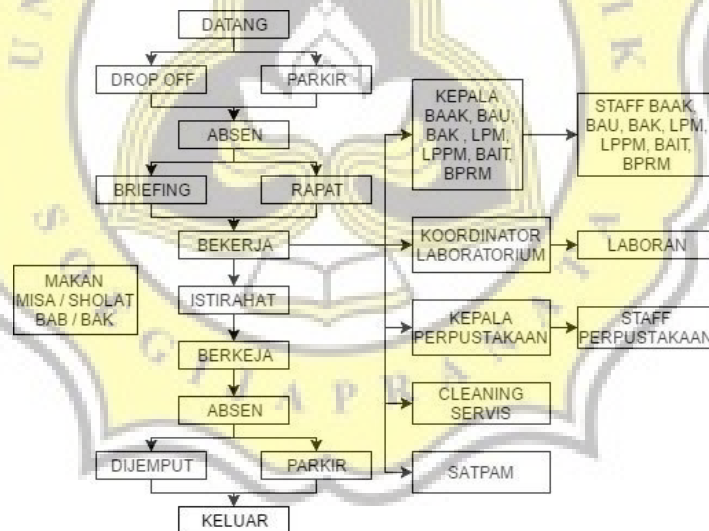 DATANG
DROP OFF
PARKIR
ABSEN
BRIEFING
RAPAT
BEKERJA
MAKAN
MISA / SHOLAT
BAB / BAK
ISTIRAHAT
BERKEJA
ABSEN
DIJEMPUT
PARKIR
KELUAR
KEPALA
BAAK, BAU,
BAK , LPM,
LPPM, BAIT,
BPRM
STAFF BAAK,
BAU, BAK, LPM,
LPPM, BAIT,
BPRM
KOORDINATOR
LABORATORIUM
LABORAN
KEPALA
PERPUSTAKAAN
STAFF
PERPUSTAKAAN
CLEANING
SERVIS
SATPAM
SOEGIJAPRANATA